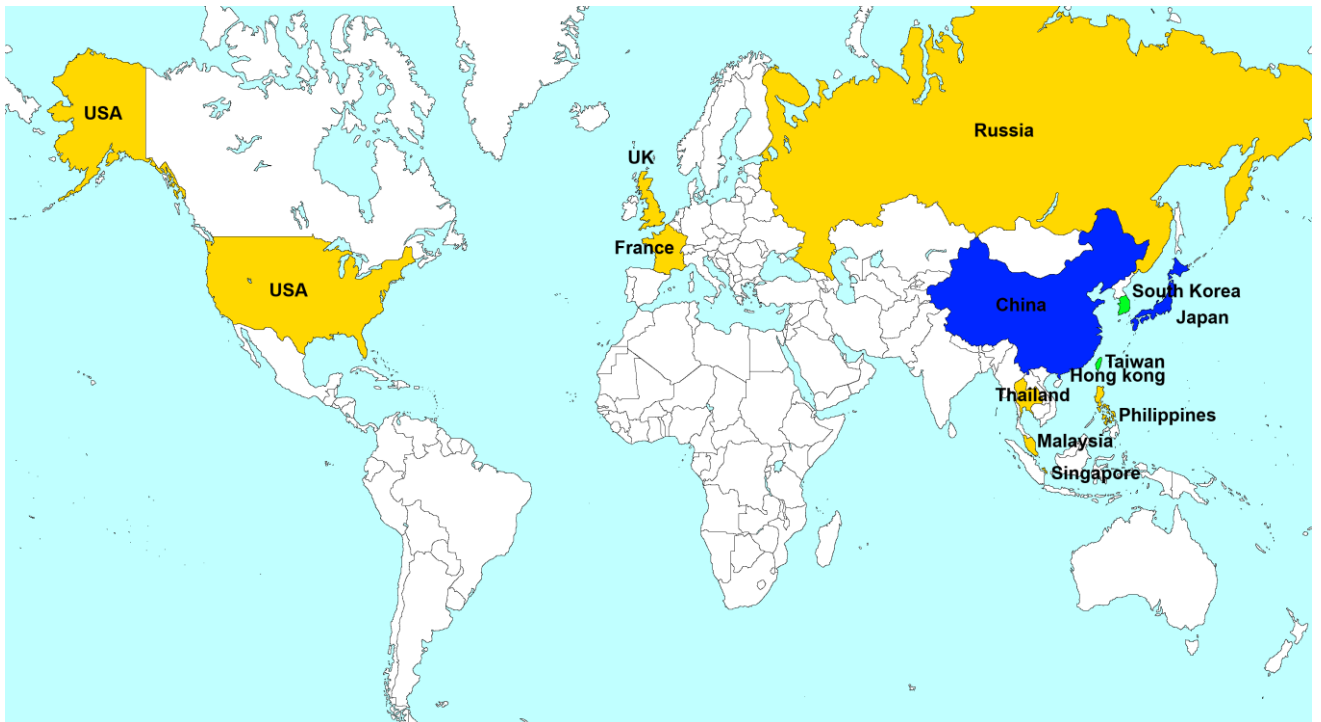 USA
Russia
UK
France
USA
China
South Korea
Japan
Taiwan
Hong kong
Thailand
Philippines
Malaysia
Singapore